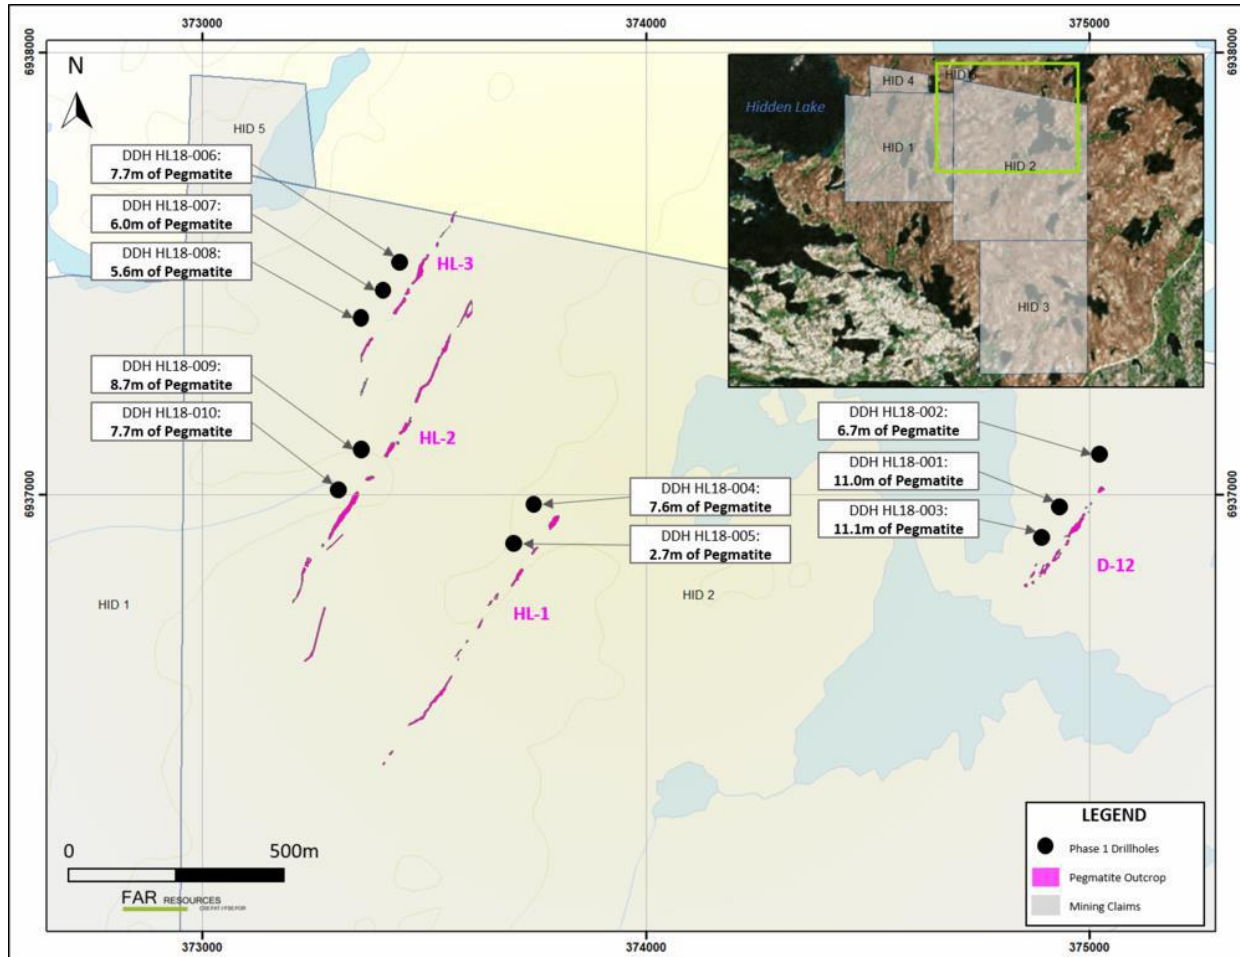 373000
374000
375000
6938000
6938000
N
HID 5
DDH HL18-006:
7.7m of Pegmatite
DDH HL18-007:
6.0m of Pegmatite
DDH HL18-008:
5.6m of Pegmatite
HL-3
DDH HL18-009:
8.7m of Pegmatite
DDH HL18-010:
7.7m of Pegmatite
HL-2
Hidden Lake
HID 4
HID 1
HID 2
HID 3
DDH HL18-002:
6.7m of Pegmatite
DDH HL18-001:
11.0m of Pegmatite
DDH HL18-003:
11.1m of Pegmatite
D-12
6937000
6937000
DDH HL18-004:
7.6m of Pegmatite
DDH HL18-005:
2.7m of Pegmatite
HL-1
HID 1
HID 2
0 500m
FAR RESOURCES
LEGEND
Phase 1 Drillholes
Pegmatite Outcrop
Mining Claims
373000
374000
375000